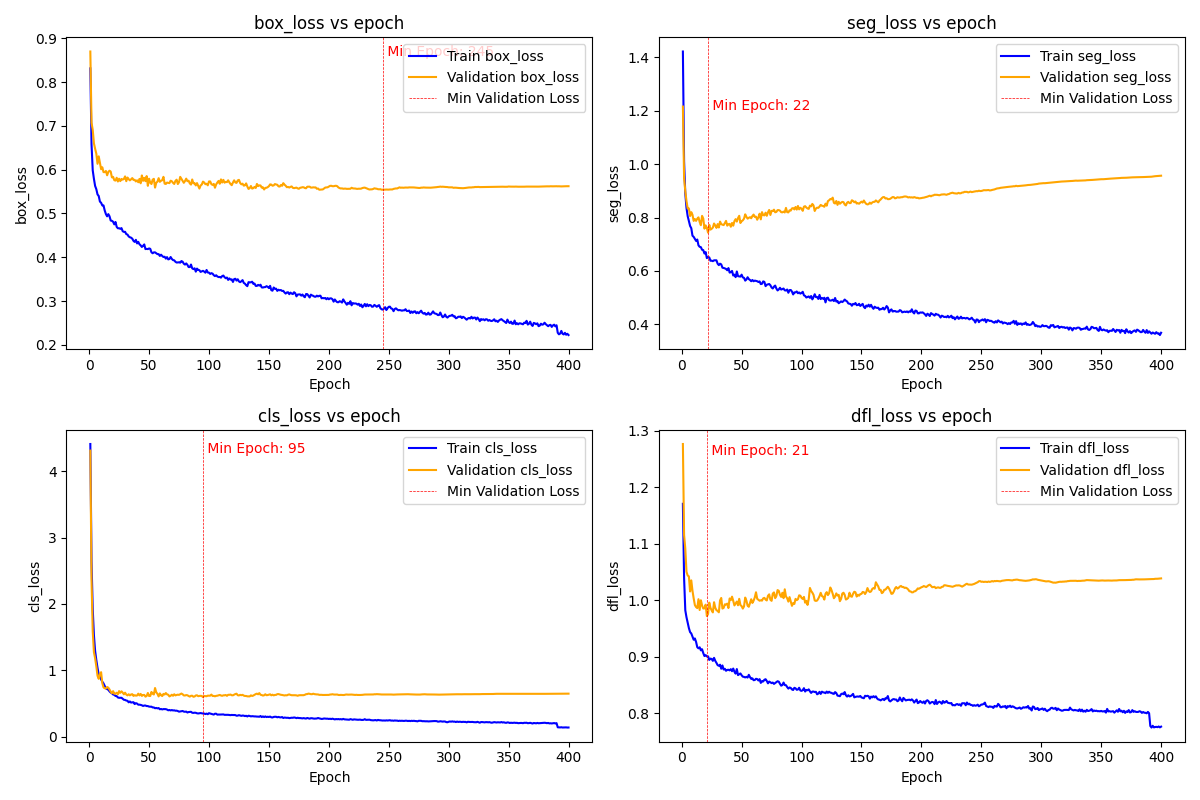 box_loss vs epoch
0.9
0.8
0.7
0.6
0.5
0.4
0.3
0.2
box_loss
Min Epoch: 245
Train box_loss
Validation box_loss
Min Validation Loss
0 50 100 150 200 250 300 350 400
Epoch
seg_loss vs epoch
1.4
1.2
1.0
0.8
0.6
0.4
seg_loss
Min Epoch: 22
Train seg_loss
Validation seg_loss
Min Validation Loss
0 50 100 150 200 250 300 350 400
Epoch
cls_loss vs epoch
4
3
2
1
0
cls_loss
Min Epoch: 95
Train cls_loss
Validation cls_loss
Min Validation Loss
0 50 100 150 200 250 300 350 400
Epoch
dfl_loss vs epoch
1.3
1.2
1.1
1.0
0.9
0.8
dfl_loss
Min Epoch: 21
Train dfl_loss
Validation dfl_loss
Min Validation Loss
0 50 100 150 200 250 300 350 400
Epoch